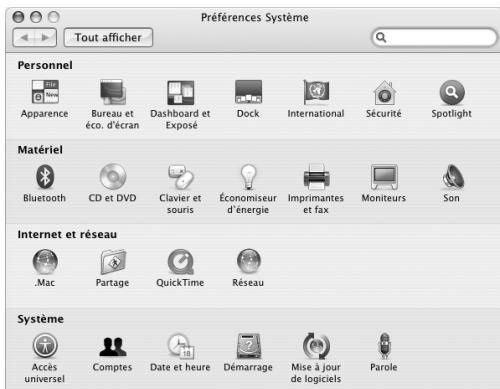 Préférences Système
Tout afficher
Personnel
Apparence
Bureau et
éco. d'écran
Dashboard et
Exposé
Dock
International
Sécurité
Spotlight
Matériel
Bluetooth
CD et DVD
Clavier et
souris
Économiseur
d'énergie
Imprimantes
et fax
Moniteurs
Son
Internet et réseau
.Mac
Partage
QuickTime
Réseau
Système
Accès
universel
Comptes
Date et heure
Démarrage
Mise à jour
de logiciels
Parole